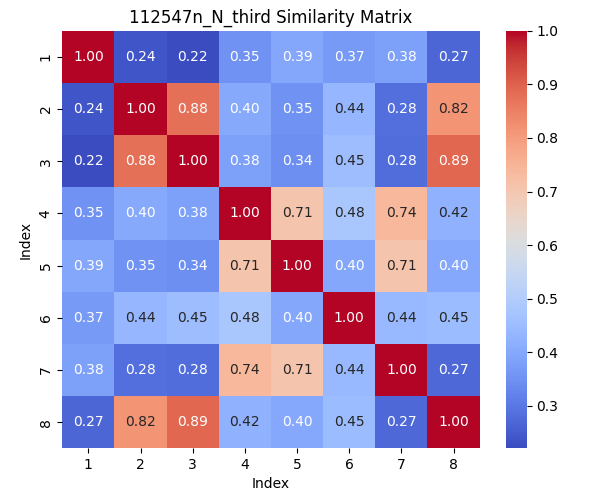 112547n_N_third Similarity Matrix
1 1.00 0.24 0.22 0.35 0.39 0.37 0.38 0.27
2 0.24 1.00 0.88 0.40 0.35 0.44 0.28 0.82
3 0.22 0.88 1.00 0.38 0.34 0.45 0.28 0.89
4 0.35 0.40 0.38 1.00 0.71 0.48 0.74 0.42
5 0.39 0.35 0.34 0.71 1.00 0.40 0.71 0.40
6 0.37 0.44 0.45 0.48 0.40 1.00 0.44 0.45
7 0.38 0.28 0.28 0.74 0.71 0.44 1.00 0.27
8 0.27 0.82 0.89 0.42 0.40 0.45 0.27 1.00
1 2 3 4 5 6 7 8
Index
Index
1.0
0.9
0.8
0.7
0.6
0.5
0.4
0.3